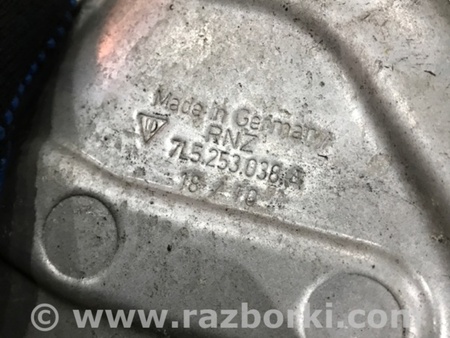 Made in Germany
RNZ
7L5.253.038
© www.razborki.com